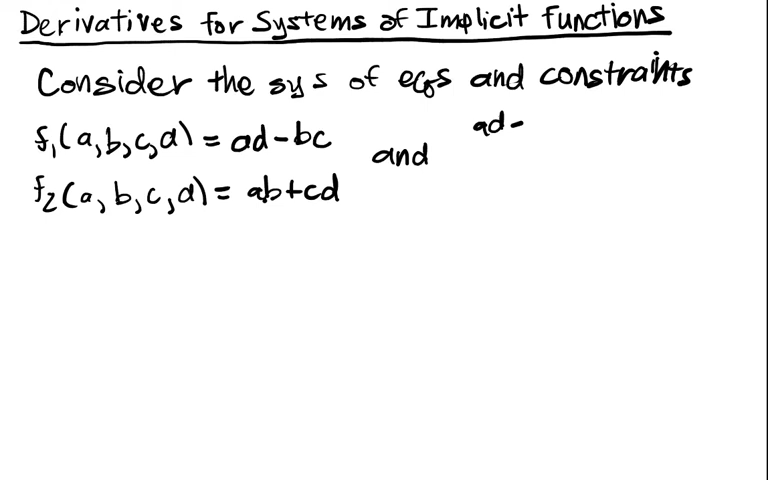 Derivatives for Systems of Implicit Functions
Consider the sys of eqs and constraints
f₁(a,b,c,d) = ad-bc and ad-
f₂(a,b,c,d) = ab+cd